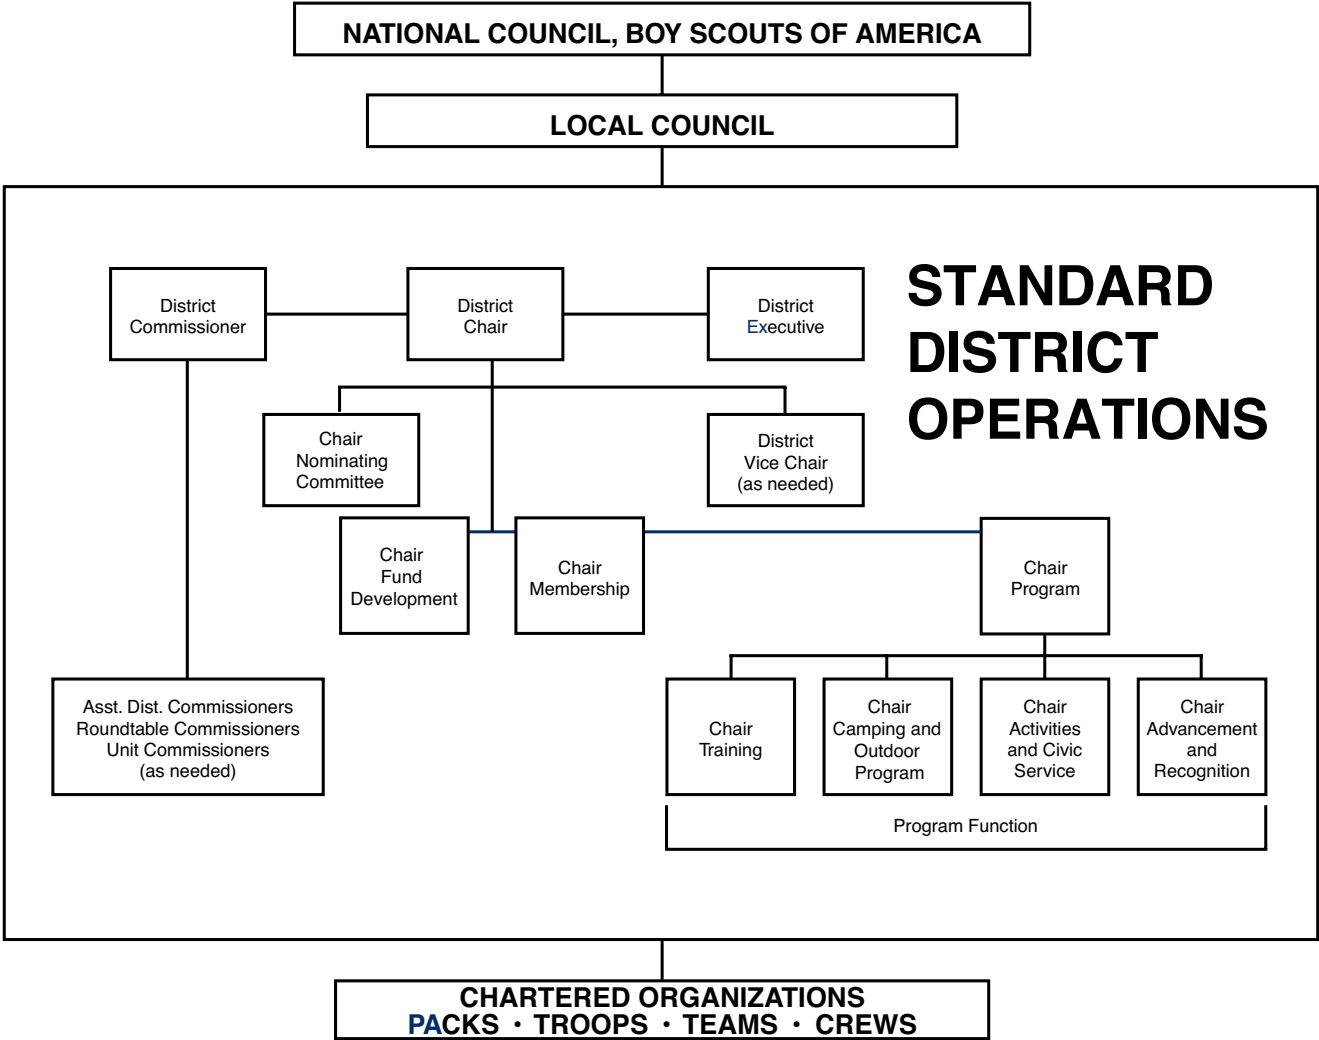 NATIONAL COUNCIL, BOY SCOUTS OF AMERICA
LOCAL COUNCIL
STANDARD
DISTRICT
OPERATIONS
District
Commissioner
District
Chair
District
Executive
Chair
Nominating
Committee
District
Vice Chair
(as needed)
Chair
Fund
Development
Chair
Membership
Chair
Program
Asst. Dist. Commissioners
Roundtable Commissioners
Unit Commissioners
(as needed)
Chair
Training
Chair
Camping and
Outdoor
Program
Chair
Activities
and Civic
Service
Chair
Advancement
and
Recognition
Program Function
CHARTERED ORGANIZATIONS
PACKS • TROOPS • TEAMS • CREWS